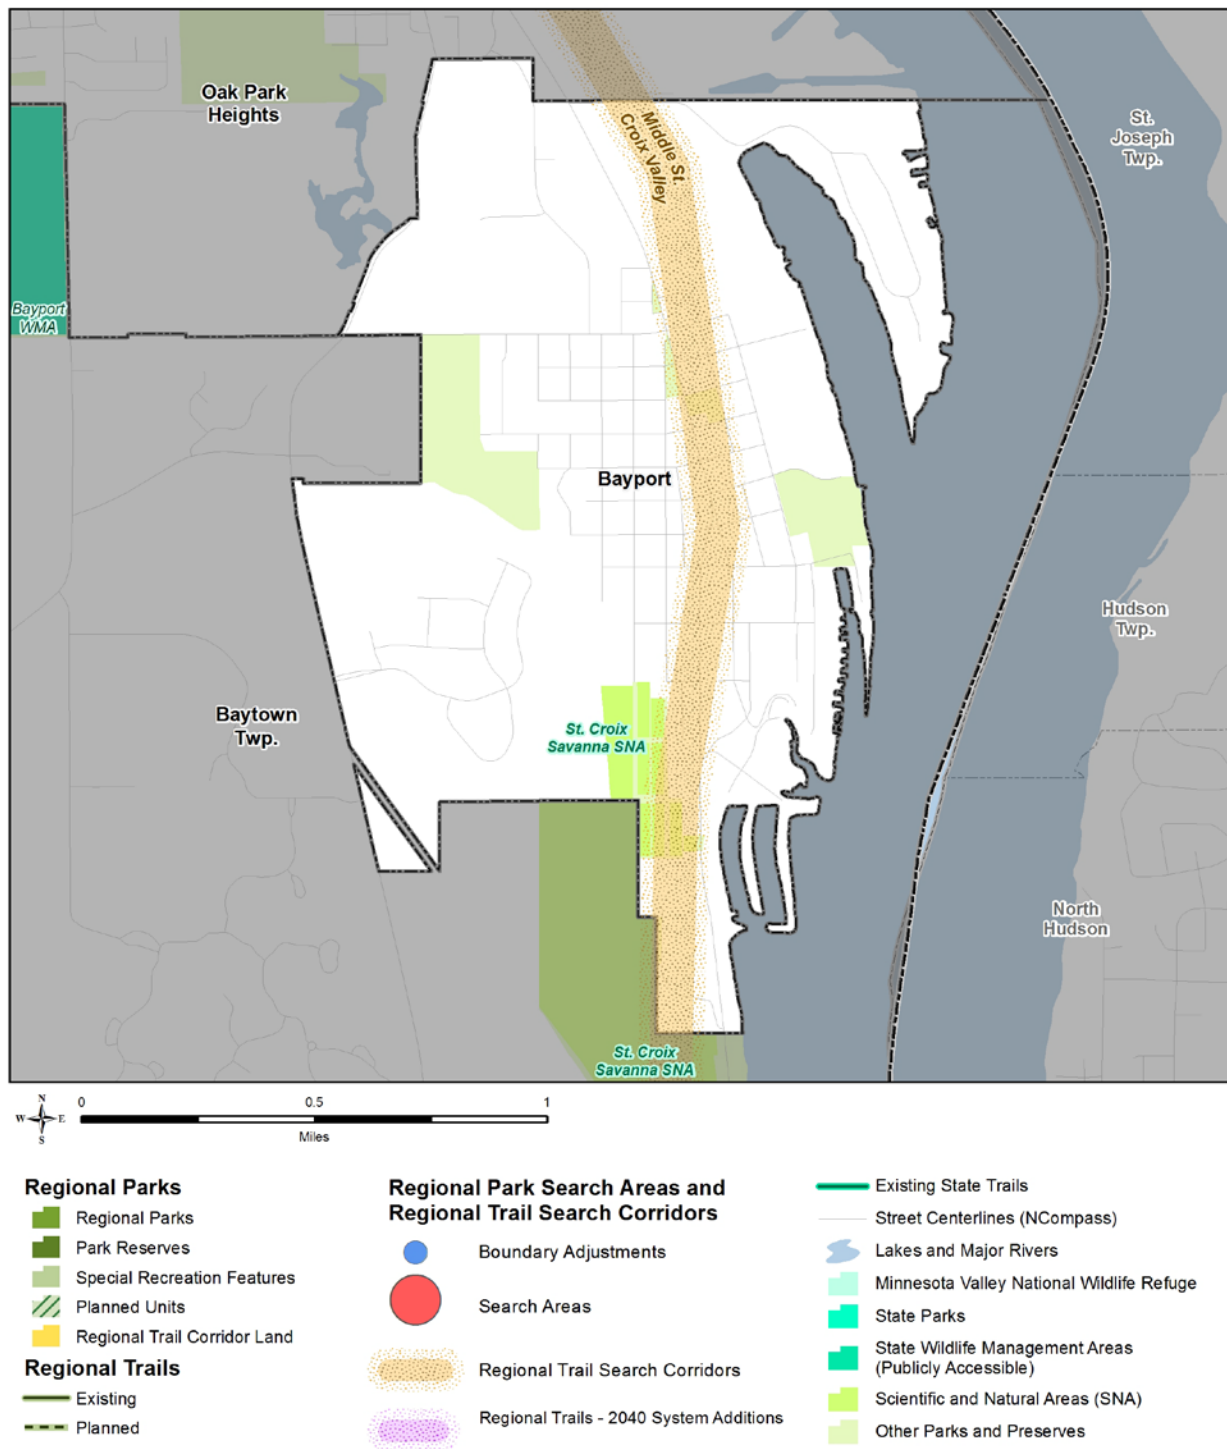 Oak Park
Heights
St.
Joseph
Twp.
Middle St.
Croix Valley
Bayport
WMA
Bayport
Hudson
Twp.
Baytown
Twp.
St. Croix
Savanna SNA
North
Hudson
St. Croix
Savanna SNA
N
W E
S
0 0.5 1
Miles
Regional Parks
Regional Parks
Park Reserves
Special Recreation Features
Planned Units
Regional Trail Corridor Land
Regional Trails
Existing
Planned
Regional Park Search Areas and
Regional Trail Search Corridors
Boundary Adjustments
Search Areas
Regional Trail Search Corridors
Regional Trails - 2040 System Additions
Existing State Trails
Street Centerlines (NCompass)
Lakes and Major Rivers
Minnesota Valley National Wildlife Refuge
State Parks
State Wildlife Management Areas
(Publicly Accessible)
Scientific and Natural Areas (SNA)
Other Parks and Preserves